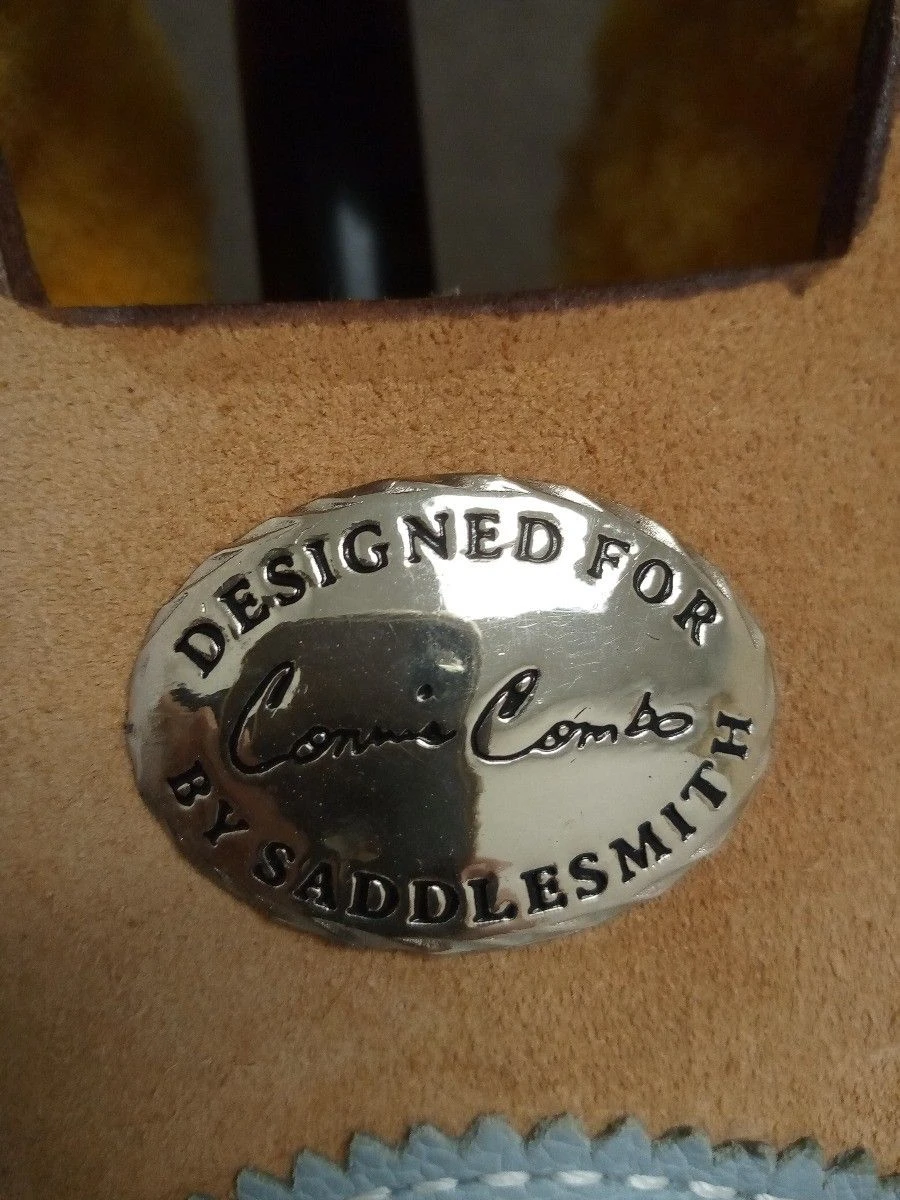 DESIGNED FOR
Connie Combs
BY SADDLESMITH